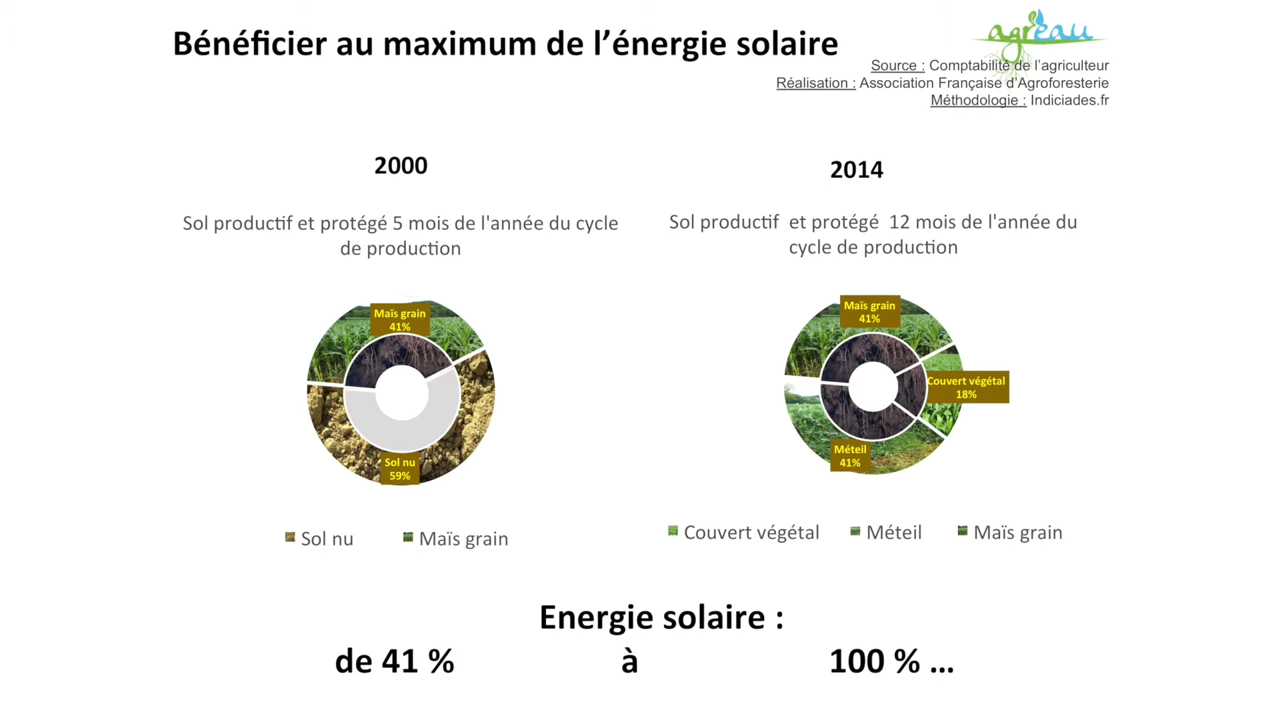 Bénéficier au maximum de l’énergie solaire
agreau
Source : Comptabilité de l’agriculteur
Réalisation : Association Française d’Agroforesterie
Méthodologie : Indiciades.fr
2000
Sol productif et protégé 5 mois de l'année du cycle
de production
Maïs grain
41%
Sol nu
59%
Sol nu
Maïs grain
2014
Sol productif et protégé 12 mois de l'année du
cycle de production
Maïs grain
41%
Couvert végétal
18%
Méteil
41%
Couvert végétal
Méteil
Maïs grain
Energie solaire :
de 41 % à 100 % ...